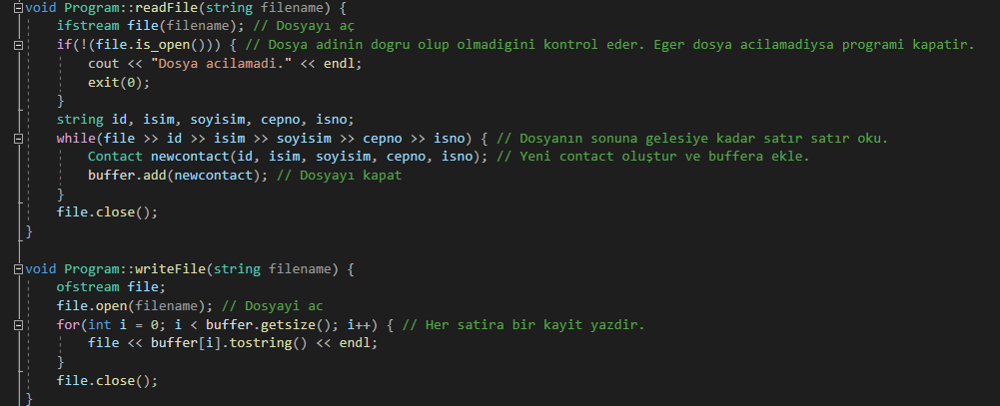 void Program::readFile(string filename) {
    ifstream file(filename); // Dosyayı aç
    if(!(file.is_open())) { // Dosya adinin dogru olup olmadigini kontrol eder. Eger dosya acilamadiysa programi kapatir.
        cout << "Dosya acilamadi." << endl;
        exit(0);
    }
    string id, isim, soyisim, cepno, isno;
    while(file >> id >> isim >> soyisim >> cepno >> isno) { // Dosyanın sonuna gelesiye kadar satır satır oku.
        Contact newcontact(id, isim, soyisim, cepno, isno); // Yeni contact oluştur ve buffera ekle.
        buffer.add(newcontact); // Dosyayı kapat
    }
    file.close();
}

void Program::writeFile(string filename) {
    ofstream file;
    file.open(filename); // Dosyayi ac
    for(int i = 0; i < buffer.getsize(); i++) { // Her satira bir kayit yazdir.
        file << buffer[i].tostring() << endl;
    }
    file.close();
}